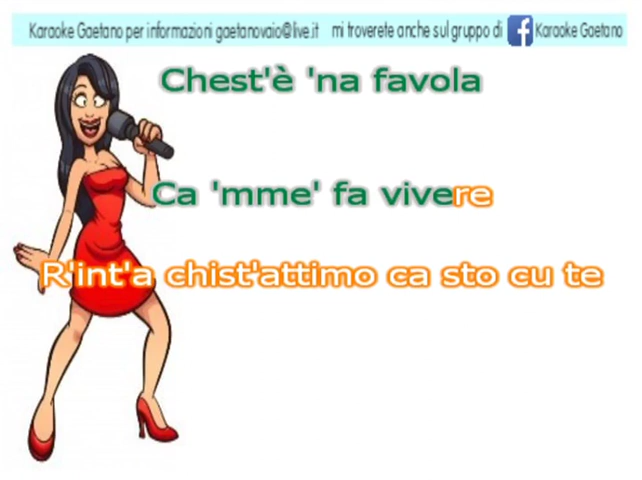 Karaoke Gaetano per informazioni gaetanovaio@live.it mi troverete anche sul gruppo di f Karaoke Gaetano
Chest'è 'na favola
Ca 'mme' fa vivere
R'int'a chist'attimo ca sto cu te